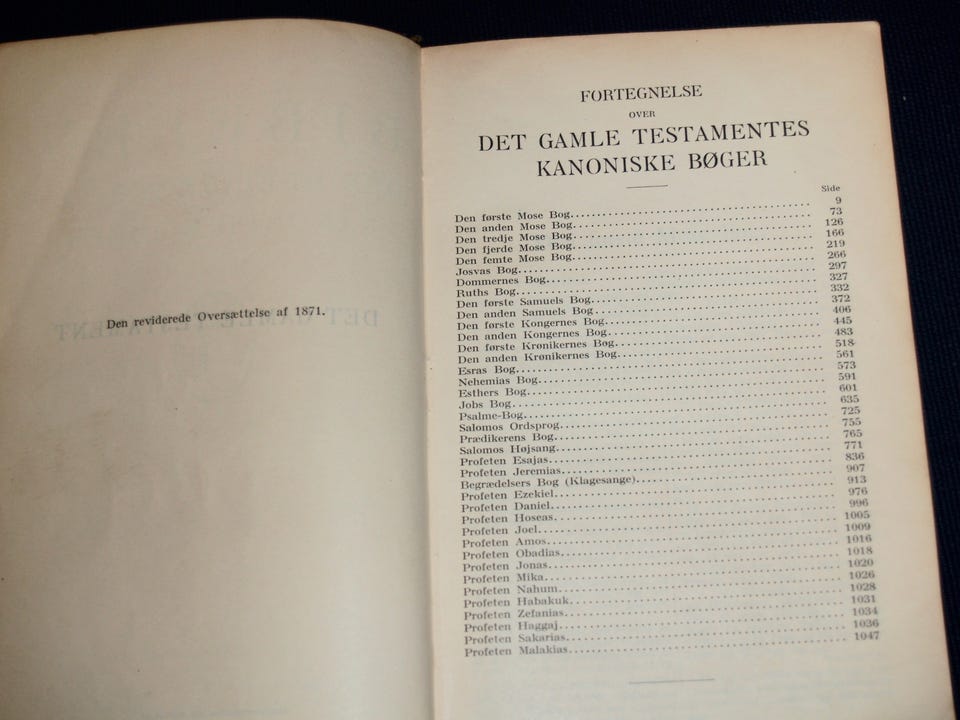 Den reviderede Oversættelse af 1871.
FORTEGNELSE
OVER
DET GAMLE TESTAMENTES
KANONISKE BØGER
Side
Den første Mose Bog 9
Den anden Mose Bog 73
Den tredje Mose Bog 126
Den fjerde Mose Bog 166
Den femte Mose Bog 219
Josvas Bog 266
Dommernes Bog 297
Ruths Bog 327
Den første Samuels Bog 332
Den anden Samuels Bog 372
Den første Kongernes Bog 406
Den anden Kongernes Bog 445
Den første Krønikernes Bog 483
Den anden Krønikernes Bog 518
Esras Bog 561
Nehemias Bog 573
Esthers Bog 591
Jobs Bog 601
Psalme-Bog 635
Salomos Ordsprog 725
Prædikerens Bog 755
Salomos Højsang 765
Profeten Esajas 771
Profeten Jeremias 836
Begrædelsers Bog (Klagesange) 907
Profeten Ezekiel 913
Profeten Daniel 976
Profeten Hoseas 996
Profeten Joel 1005
Profeten Amos 1009
Profeten Obadias 1016
Profeten Jonas 1018
Profeten Mika 1020
Profeten Nahum 1026
Profeten Habakuk 1028
Profeten Zefanias 1031
Profeten Haggaj 1034
Profeten Sakarias 1036
Profeten Malakias 1047